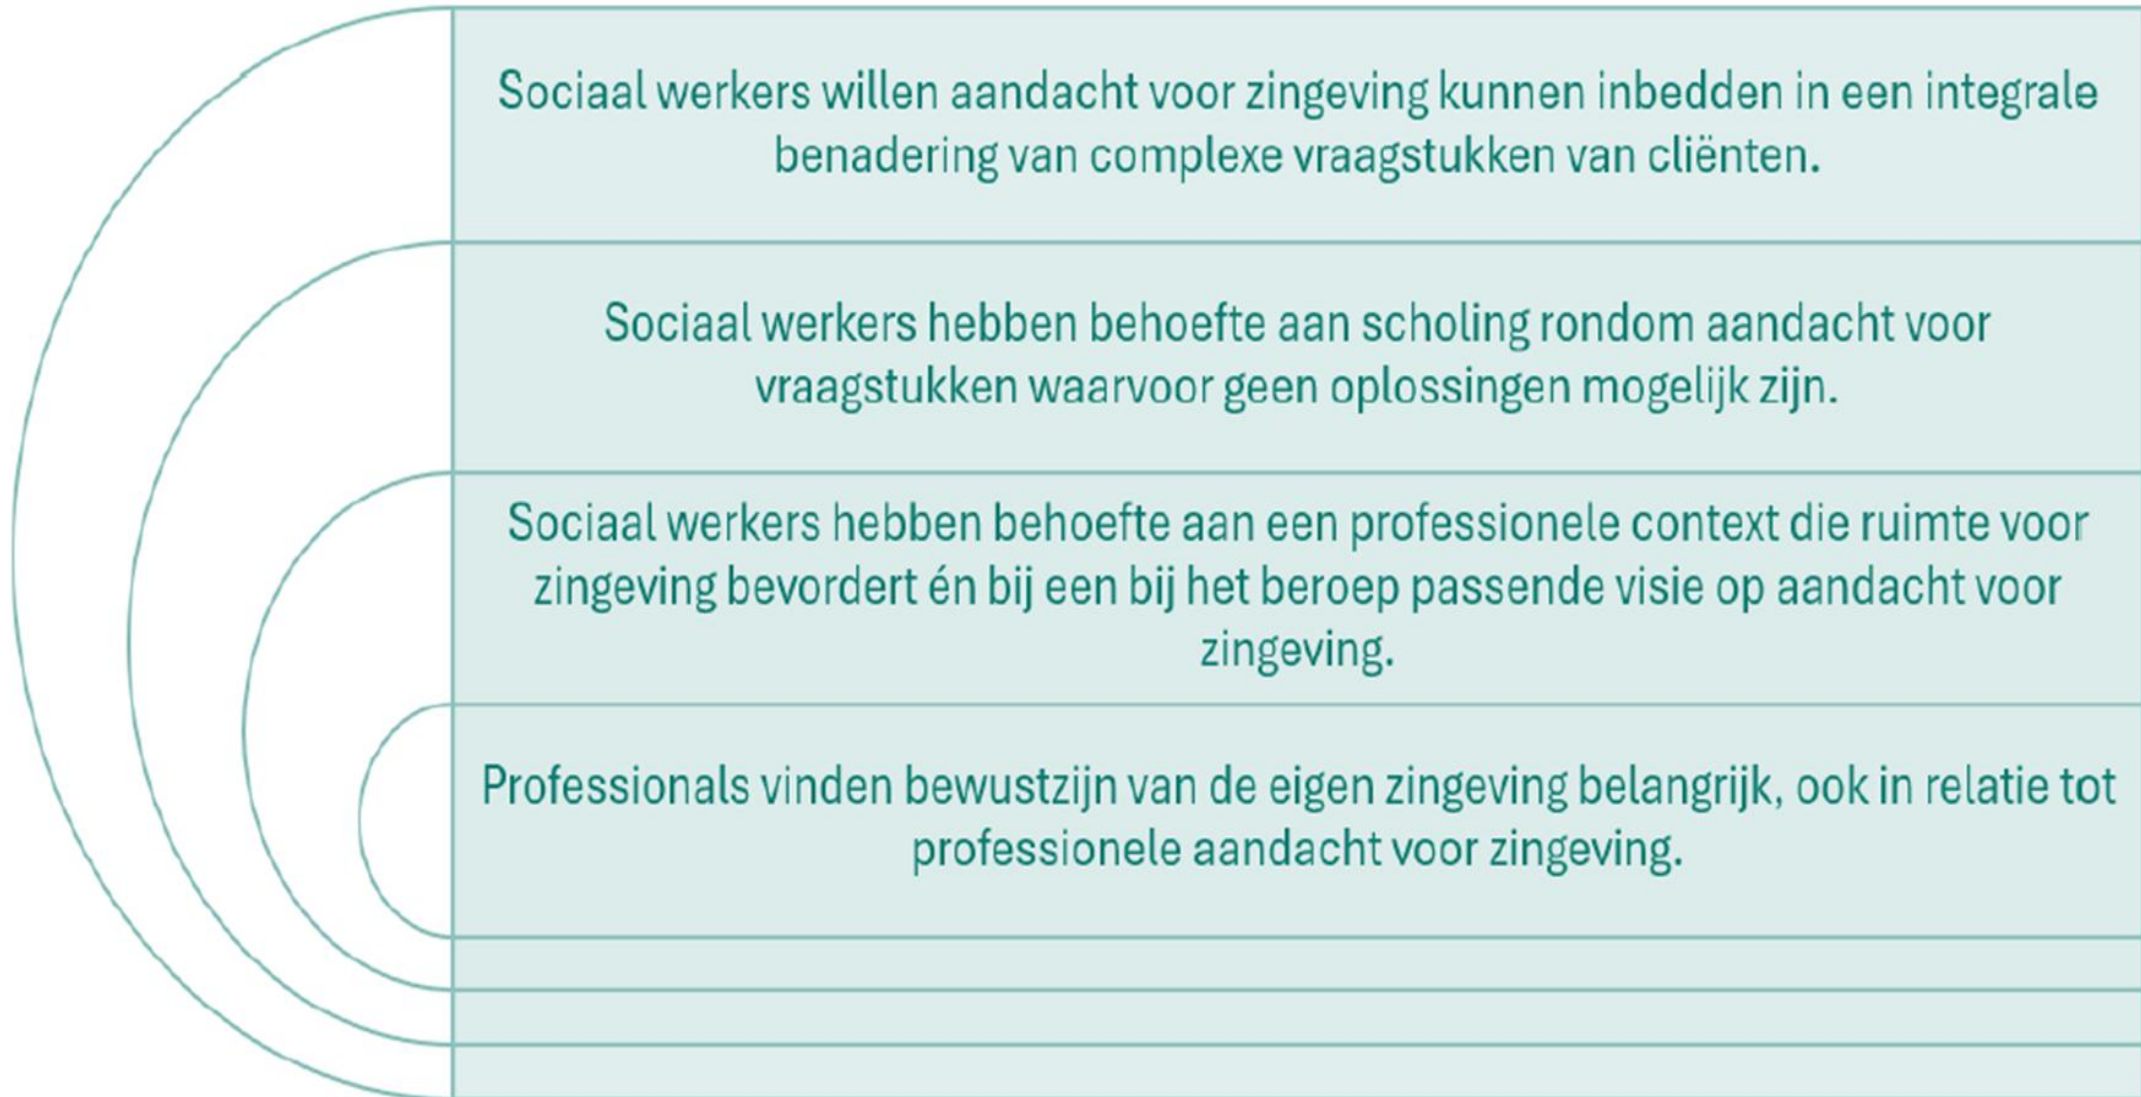 Sociaal werkers willen aandacht voor zingeving kunnen inbedden in een integrale
benadering van complexe vraagstukken van cliënten.
Sociaal werkers hebben behoefte aan scholing rondom aandacht voor
vraagstukken waarvoor geen oplossingen mogelijk zijn.
Sociaal werkers hebben behoefte aan een professionele context die ruimte voor
zingeving bevordert én bij een bij het beroep passende visie op aandacht voor
zingeving.
Professionals vinden bewustzijn van de eigen zingeving belangrijk, ook in relatie tot
professionele aandacht voor zingeving.